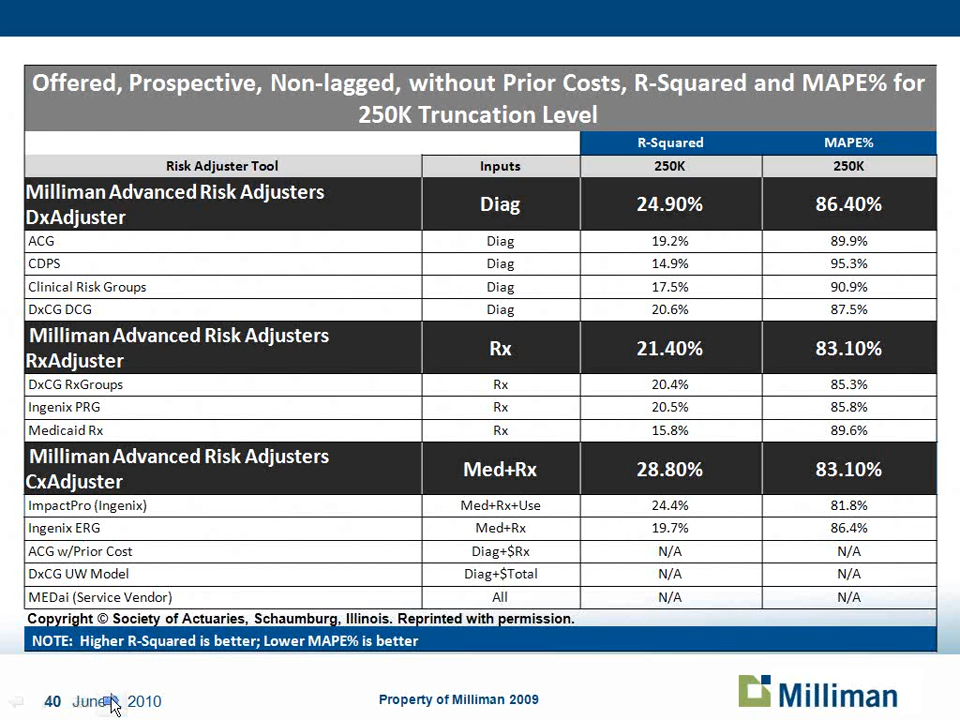 Offered, Prospective, Non-lagged, without Prior Costs, R-Squared and MAPE% for
250K Truncation Level
R-Squared MAPE%
Risk Adjuster Tool Inputs 250K 250K
Milliman Advanced Risk Adjusters
DxAdjuster Diag 24.90% 86.40%
ACG Diag 19.2% 89.9%
CDPS Diag 14.9% 95.3%
Clinical Risk Groups Diag 17.5% 90.9%
DxCG DCG Diag 20.6% 87.5%
Milliman Advanced Risk Adjusters
RxAdjuster Rx 21.40% 83.10%
DxCG RxGroups Rx 20.4% 85.3%
Ingenix PRG Rx 20.5% 85.8%
Medicaid Rx Rx 15.8% 89.6%
Milliman Advanced Risk Adjusters
CxAdjuster Med+Rx 28.80% 83.10%
ImpactPro (Ingenix) Med+Rx+Use 24.4% 81.8%
Ingenix ERG Med+Rx 19.7% 86.4%
ACG w/Prior Cost Diag+$Rx N/A N/A
DxCG UW Model Diag+$Total N/A N/A
MEDai (Service Vendor) All N/A N/A
Copyright © Society of Actuaries, Schaumburg, Illinois. Reprinted with permission.
NOTE: Higher R-Squared is better; Lower MAPE% is better
40 June 2010 Property of Milliman 2009 Milliman